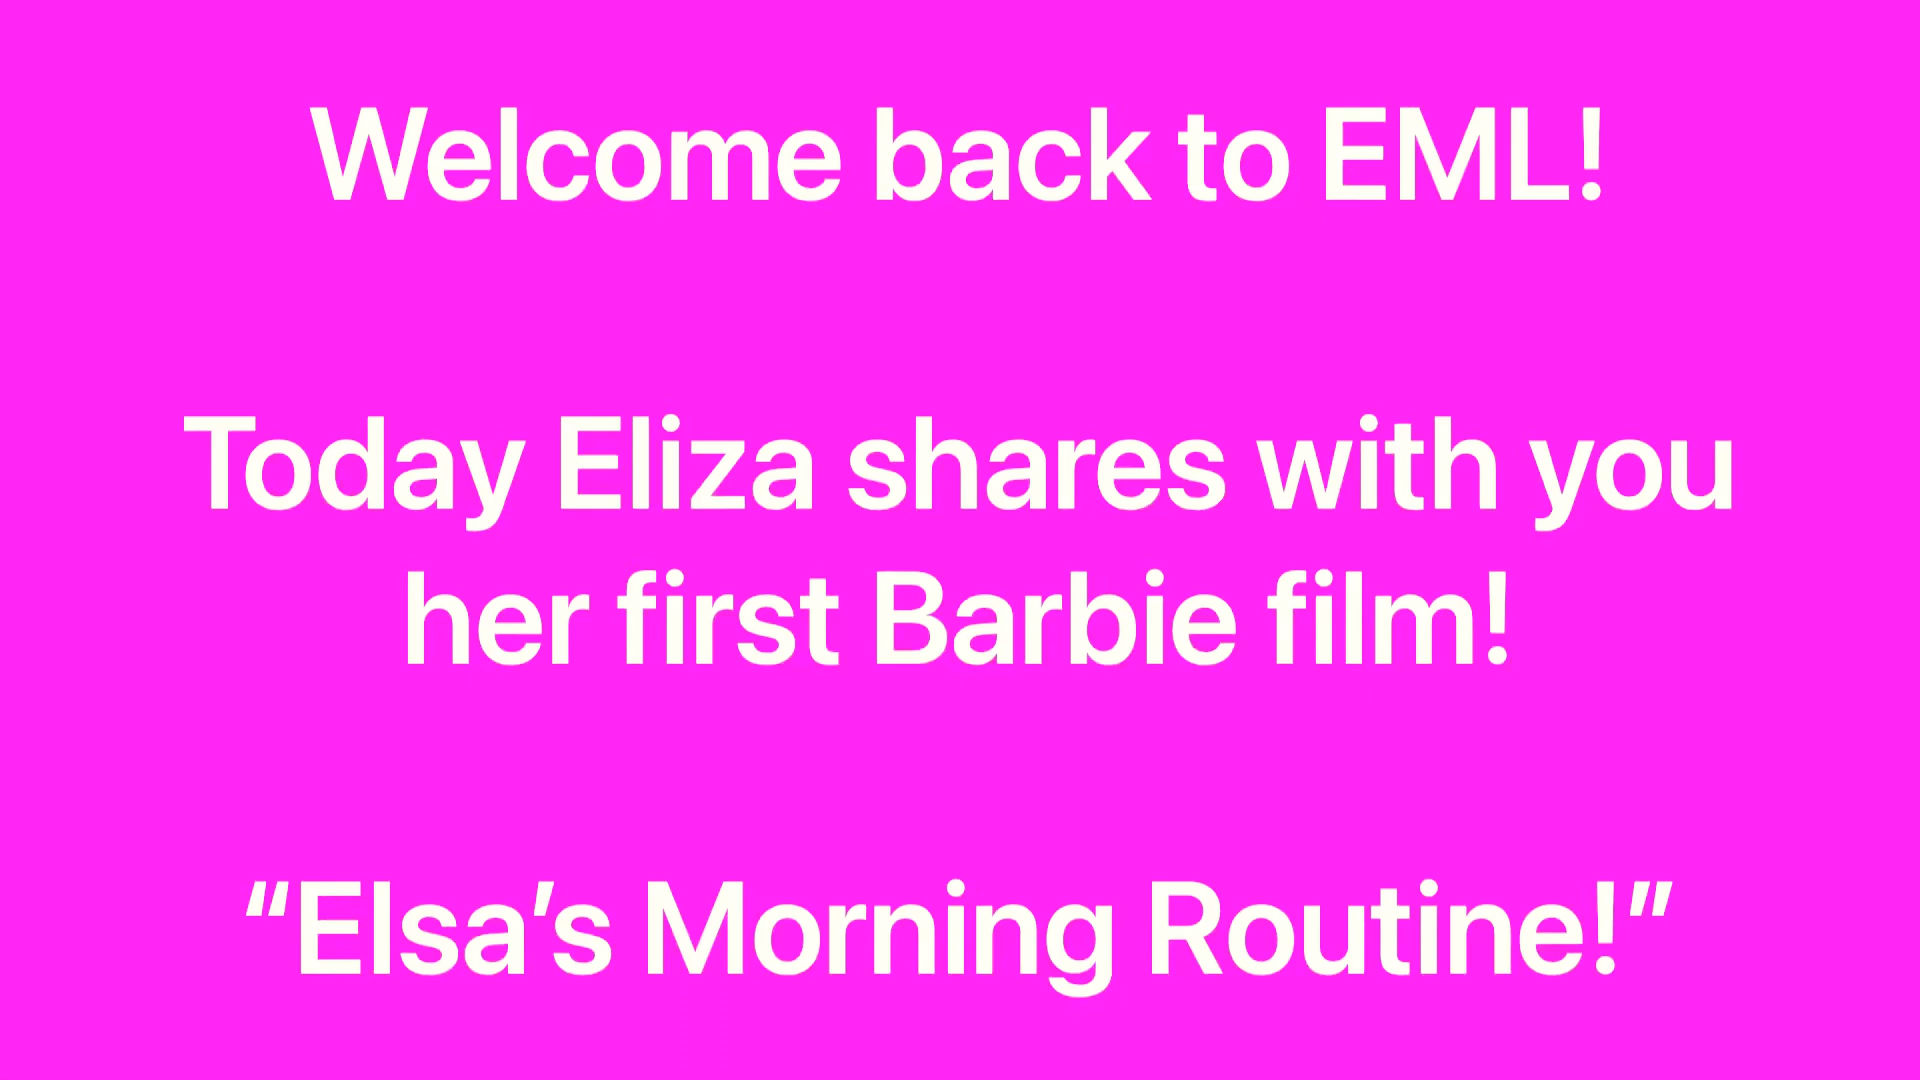 Welcome back to EML!
Today Eliza shares with you
her first Barbie film!
“Elsa’s Morning Routine!”